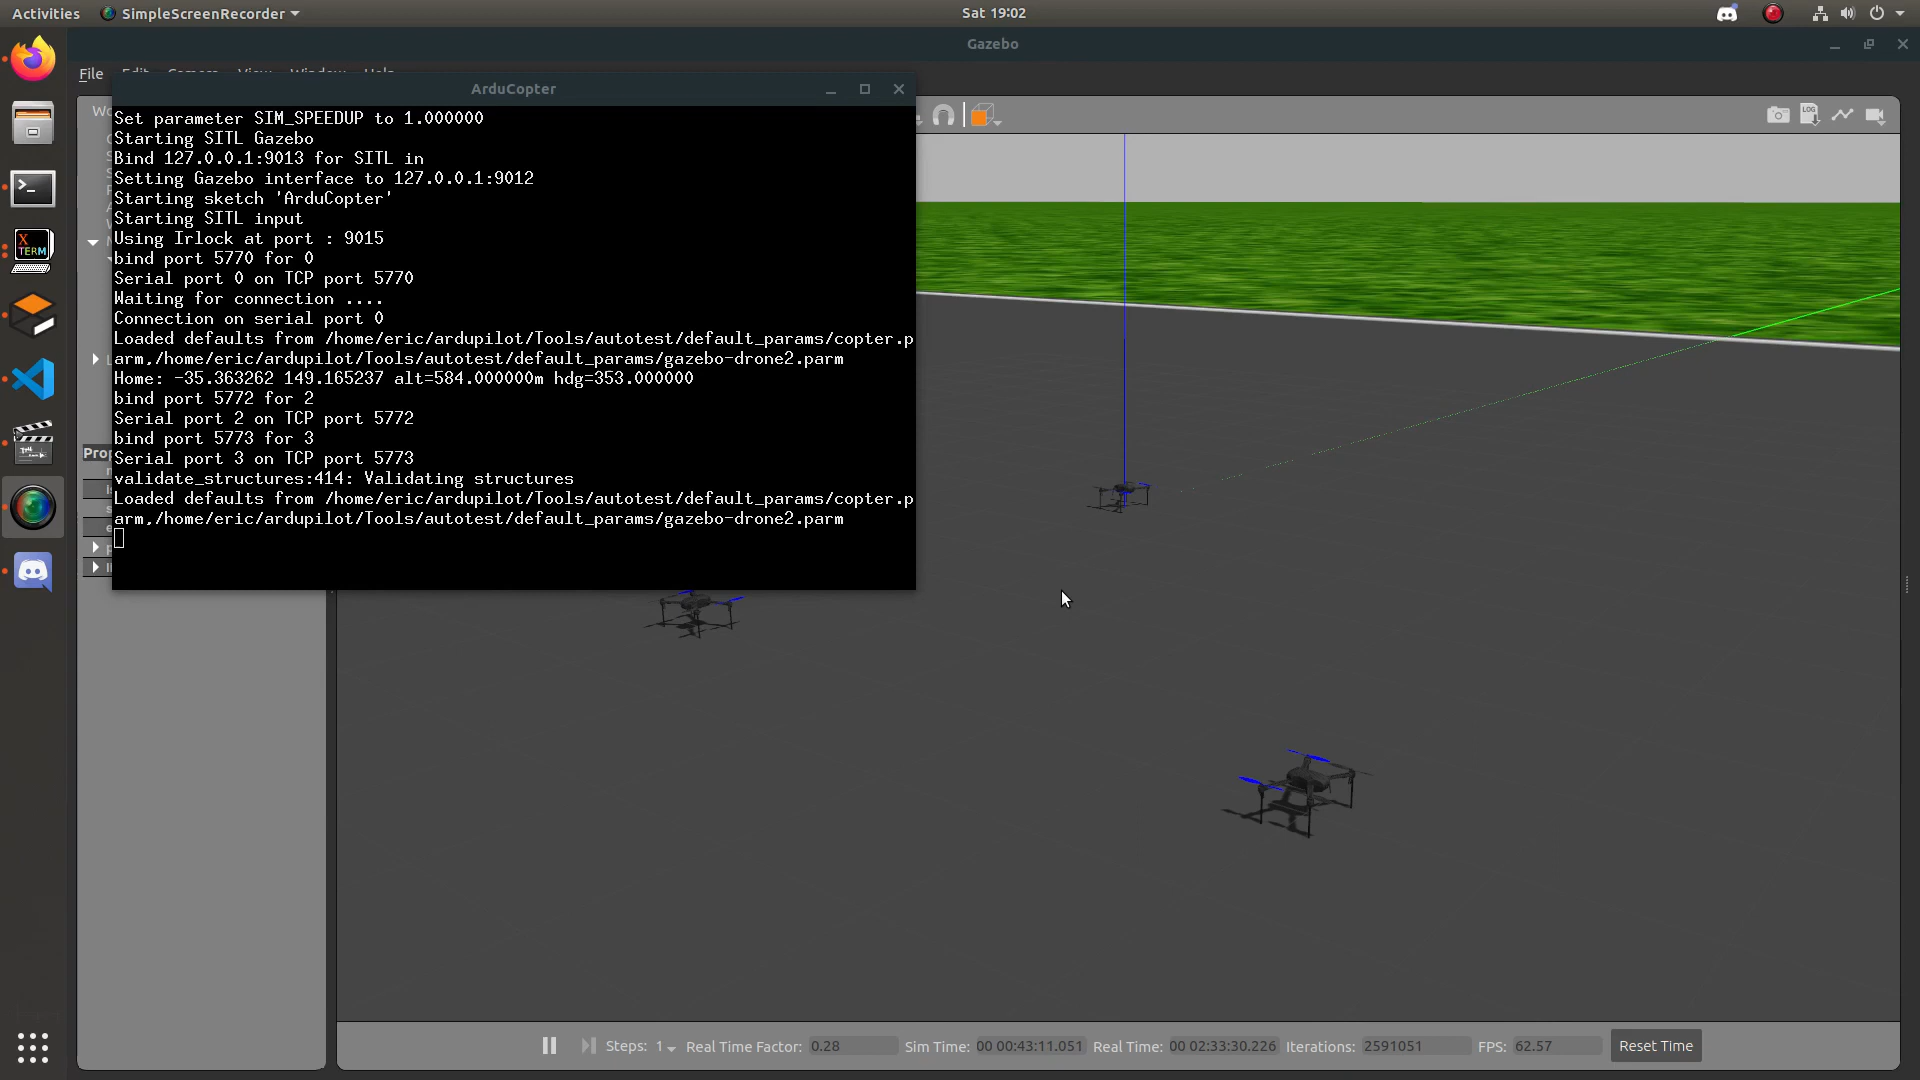 Activities
SimpleScreenRecorder
Sat 19:02
Gazebo
File Edit Camera View Window Help
ArduCopter
Set parameter SIM_SPEEDUP to 1.000000
Starting SITL Gazebo
Bind 127.0.0.1:9013 for SITL in
Setting Gazebo interface to 127.0.0.1:9012
Starting sketch 'ArduCopter'
Starting SITL input
Using Irlock at port : 9015
bind port 5770 for 0
Serial port 0 on TCP port 5770
Waiting for connection ....
Connection on serial port 0
Loaded defaults from /home/eric/ardupilot/Tools/autotest/default_params/copter.p
arm,/home/eric/ardupilot/Tools/autotest/default_params/gazebo-drone2.parm
Home: -35.363262 149.165237 alt=584.000000m hdg=353.000000
bind port 5772 for 2
Serial port 2 on TCP port 5772
bind port 5773 for 3
Serial port 3 on TCP port 5773
validate_structures:414: Validating structures
Loaded defaults from /home/eric/ardupilot/Tools/autotest/default_params/copter.p
arm,/home/eric/ardupilot/Tools/autotest/default_params/gazebo-drone2.parm
LOG
X
TERM
Steps: 1 Real Time Factor: 0.28 Sim Time: 00 00:43:11.051 Real Time: 00 02:33:30.226 Iterations: 2591051 FPS: 62.57 Reset Time